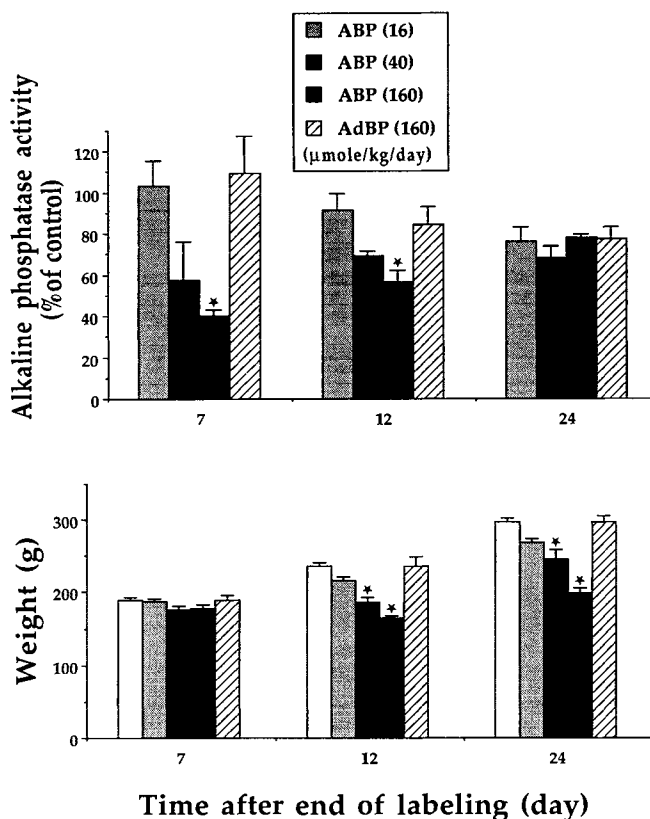 ABP (16)
ABP (40)
ABP (160)
AdBP (160)
(µmole/kg/day)
Alkaline phosphatase activity
(% of control)
120
100
80
60
40
20
0
★
★
7
12
24
Weight (g)
300
200
100
0
★
★
★
★
7
12
24
Time after end of labeling (day)